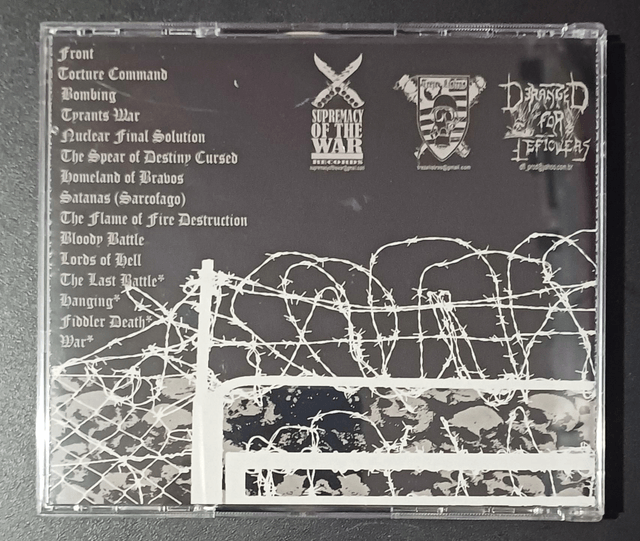 Front
Torture Command
Bombing
Tyrants War
Nuclear Final Solution
The Spear of Destiny Cursed
Homeland of Brabos
Satanas (Sarcofago)
The Flame of Fire Destruction
Bloody Battle
Lords of Hell
The Last Battle*
Hanging*
Fiddler Death*
War*
SUPREMACY
OF THE
WAR
RECORDS
DERANGED
FOR
LEFTOVERS